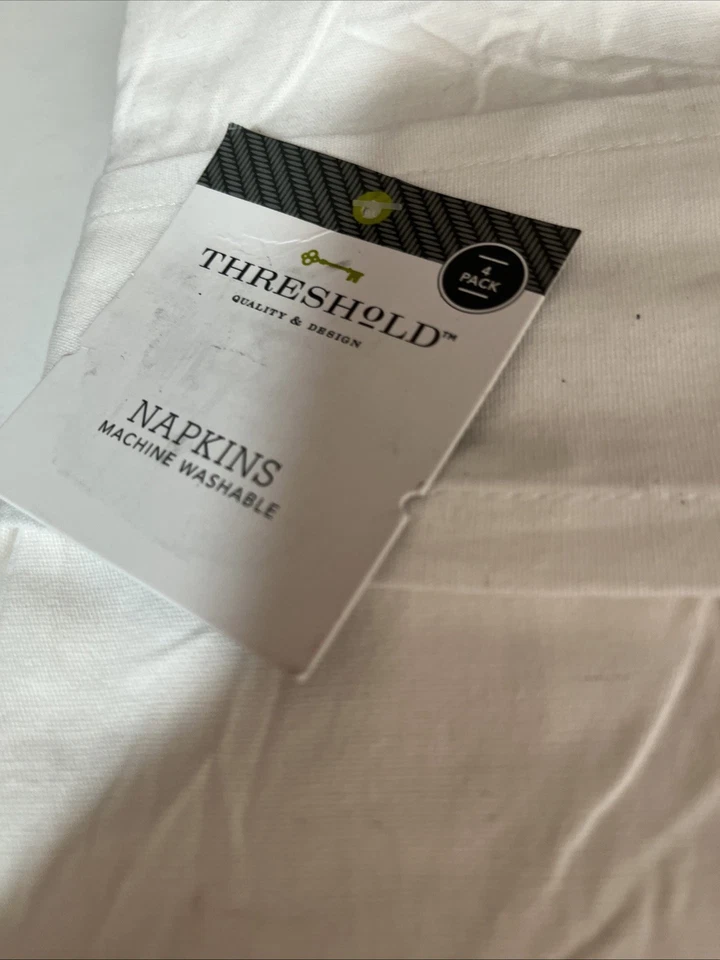 4
PACK
THRESHOLD™
QUALITY & DESIGN
NAPKINS
MACHINE WASHABLE